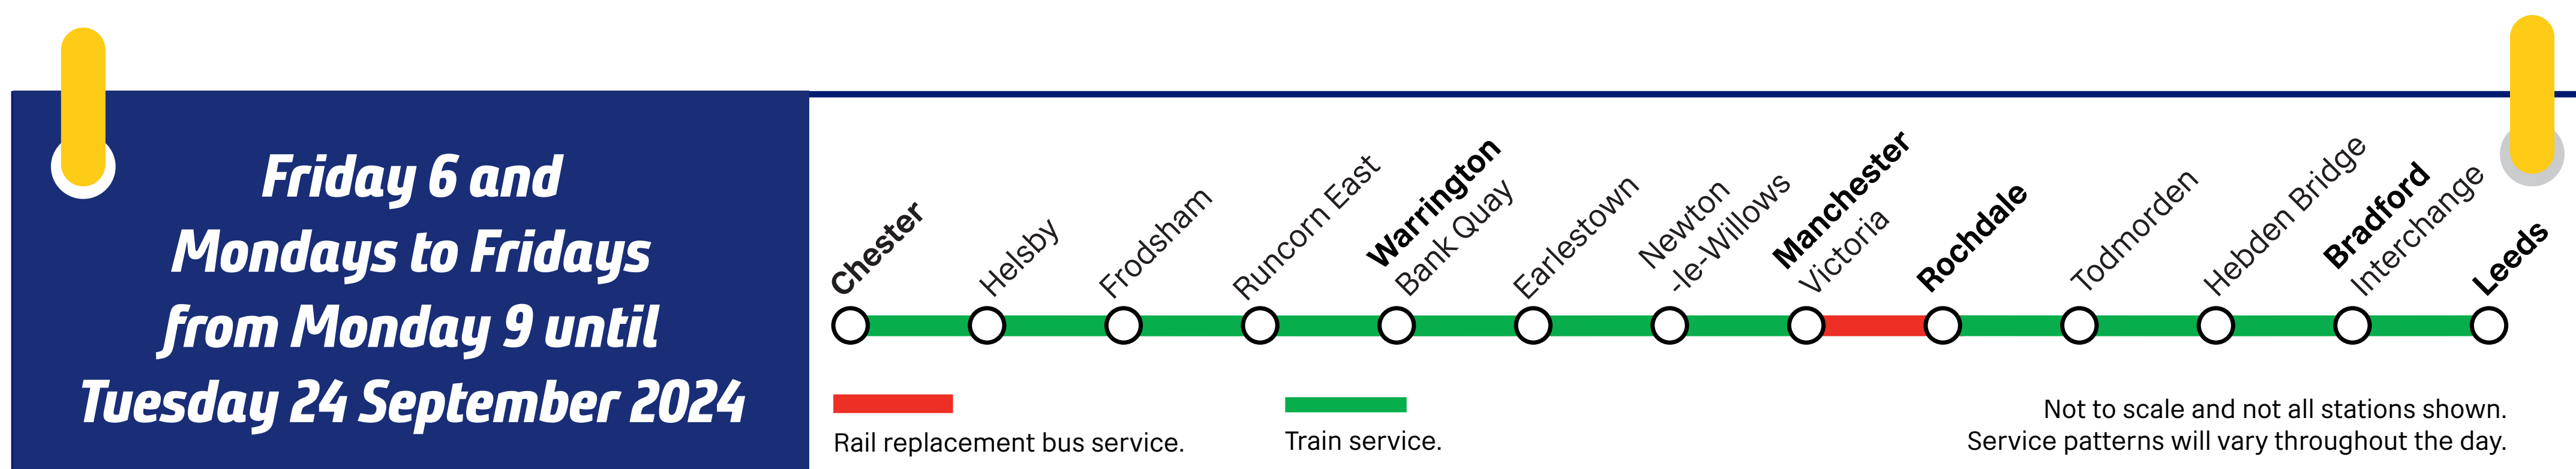 Friday 6 and
Mondays to Fridays
from Monday 9 until
Tuesday 24 September 2024
Chester
Helsby
Frodsham
Runcorn East
Warrington
Bank Quay
Earlestown
Newton
-le-Willows
Manchester
Victoria
Rochdale
Todmorden
Hebden Bridge
Bradford
Interchange
Leeds
Rail replacement bus service.
Train service.
Not to scale and not all stations shown.
Service patterns will vary throughout the day.